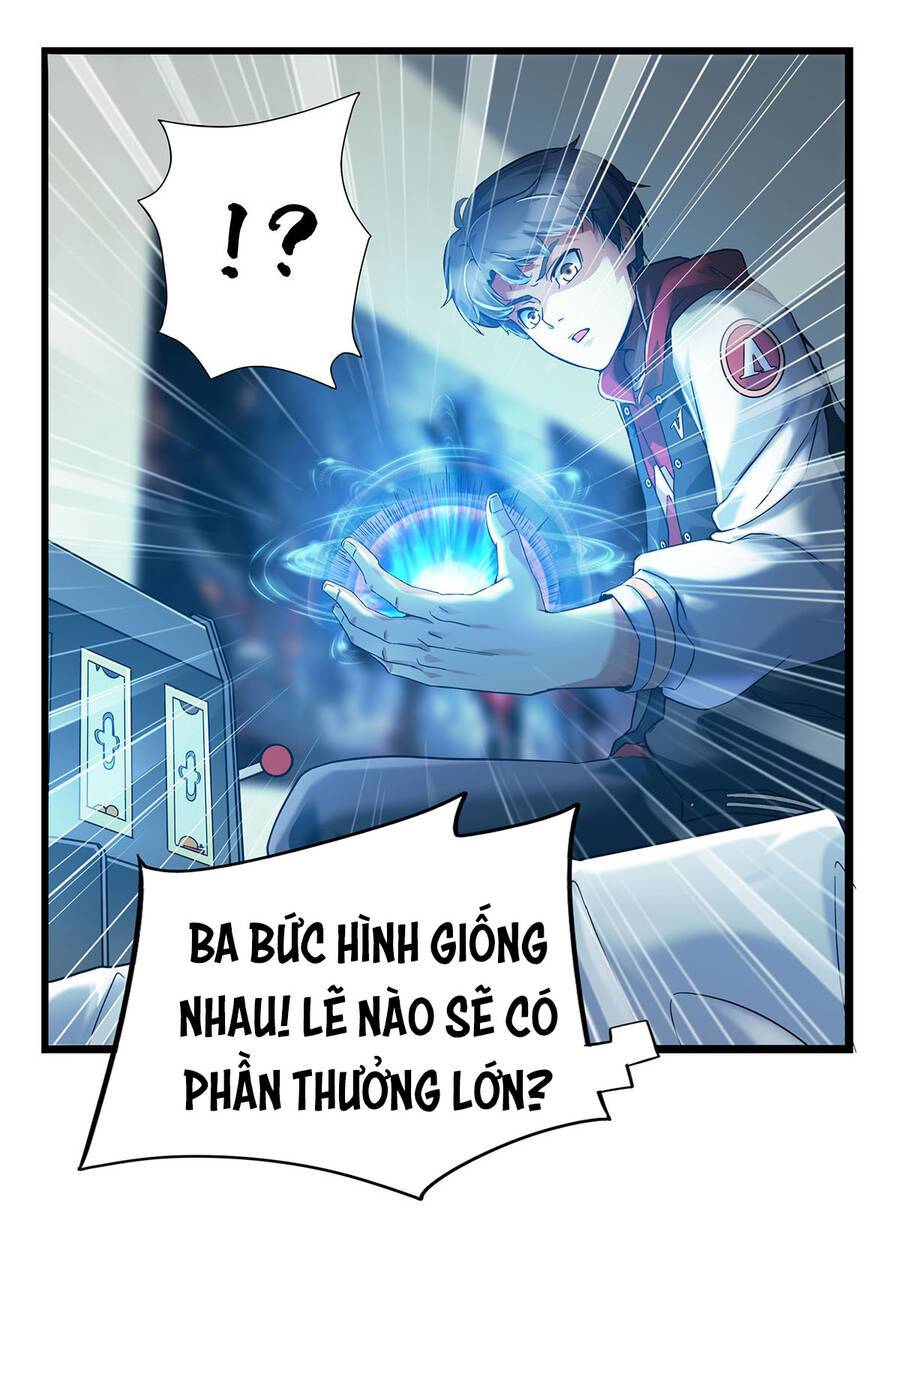 !?
BA BỨC HÌNH GIỐNG
NHAU! LẼ NÀO SẼ CÓ
PHẦN THƯỞNG LỚN?